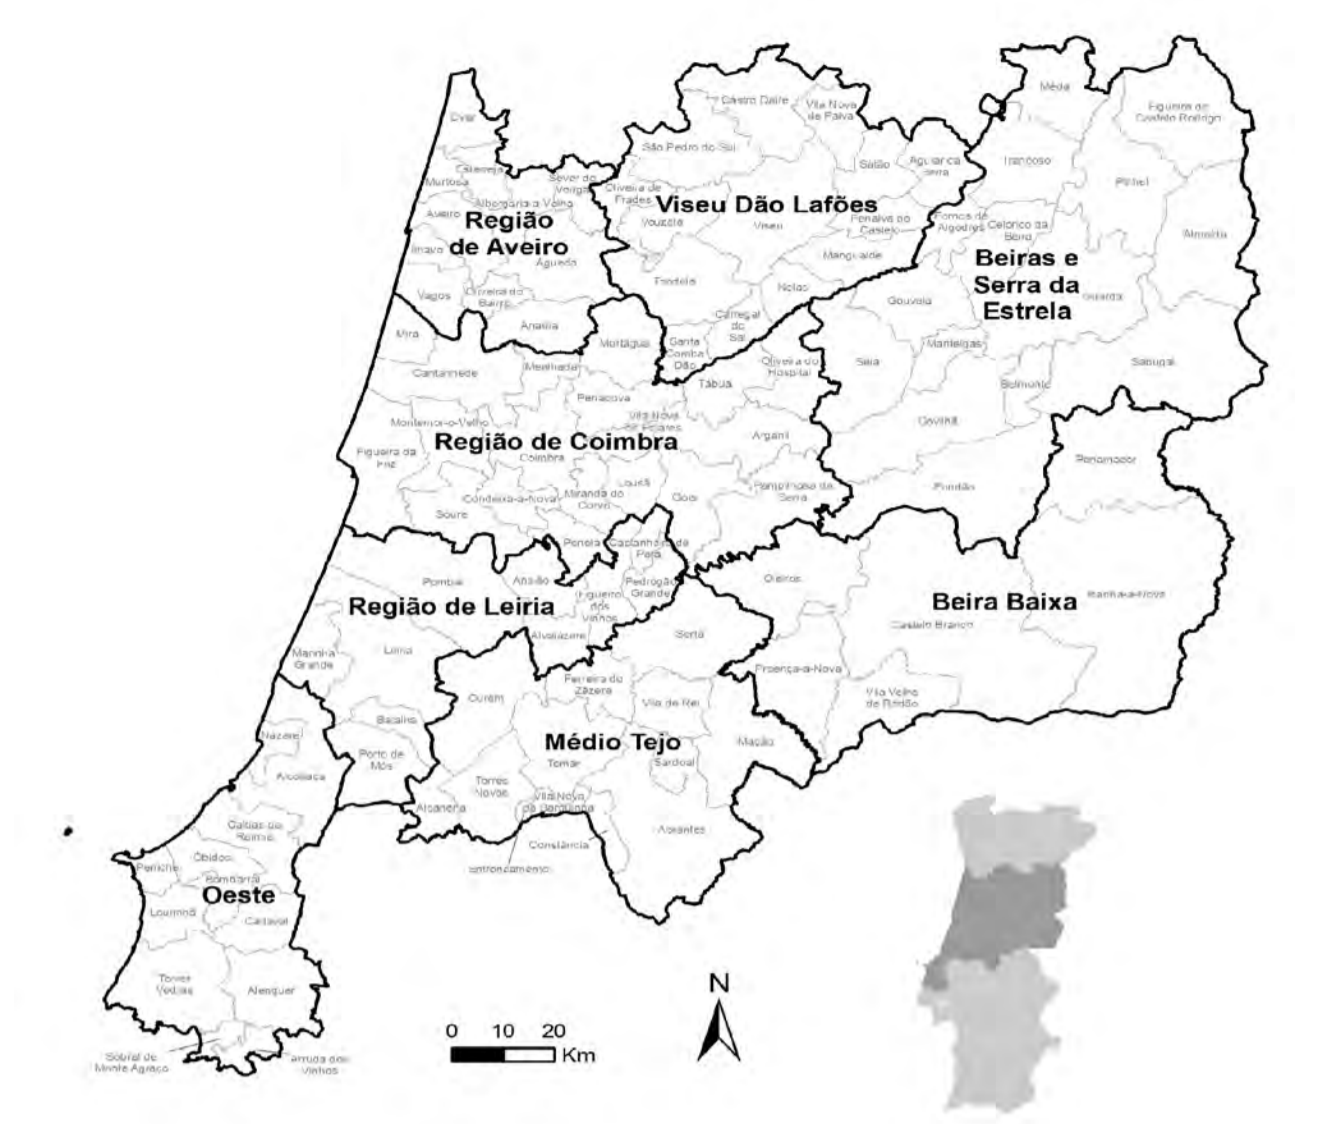 Méda
Figueira de
Castelo Rodrigo
Castro Daire
Vila Nova
de Paiva
Ovar
São Pedro do Sul
Sátão
Aguiar da
Beira
Trancoso
Pinhel
Estarreja
Murtosa
Sever do
Vouga
Oliveira de
Frades
Albergaria-a-Velha
Viseu Dão Lafões
Aveiro
Região
de Aveiro
Vouzela
Viseu
Penalva do
Castelo
Fornos de
Algodres
Celorico da
Beira
Almeida
Ílhavo
Águeda
Mangualde
Beiras e
Serra da
Estrela
Guarda
Vagos
Oliveira do
Bairro
Tondela
Nelas
Gouveia
Anadia
Carregal
do
Sal
Mira
Mortágua
Santa
Comba
Dão
Manteigas
Cantanhede
Mealhada
Oliveira do
Hospital
Seia
Sabugal
Tábua
Belmonte
Penacova
Vila Nova
de Poiares
Covilhã
Montemor-o-Velho
Região de Coimbra
Arganil
Figueira da
Foz
Coimbra
Penamacor
Lousã
Pampilhosa da
Serra
Fundão
Condeixa-a-Nova
Miranda do
Corvo
Góis
Soure
Penela
Castanheira de
Pera
Pombal
Ansião
Pedrógão
Grande
Oleiros
Figueiró
dos
Vinhos
Região de Leiria
Beira Baixa
Idanha-a-Nova
Castelo Branco
Alvaiázere
Sertã
Marinha
Grande
Leiria
Proença-a-Nova
Ferreira do
Zêzere
Ourém
Vila de Rei
Vila Velha
de Ródão
Batalha
Nazaré
Médio Tejo
Mação
Porto de
Mós
Tomar
Sardoal
Alcobaça
Torres
Novas
Alcanena
Vila Nova
da Barquinha
Caldas da
Rainha
Abrantes
Constância
Óbidos
Peniche
Entroncamento
Bombarral
Oeste
Lourinhã
Cadaval
Torres
Vedras
Alenquer
N
0 10 20
Km
Sobral de
Monte Agraço
Arruda dos
Vinhos